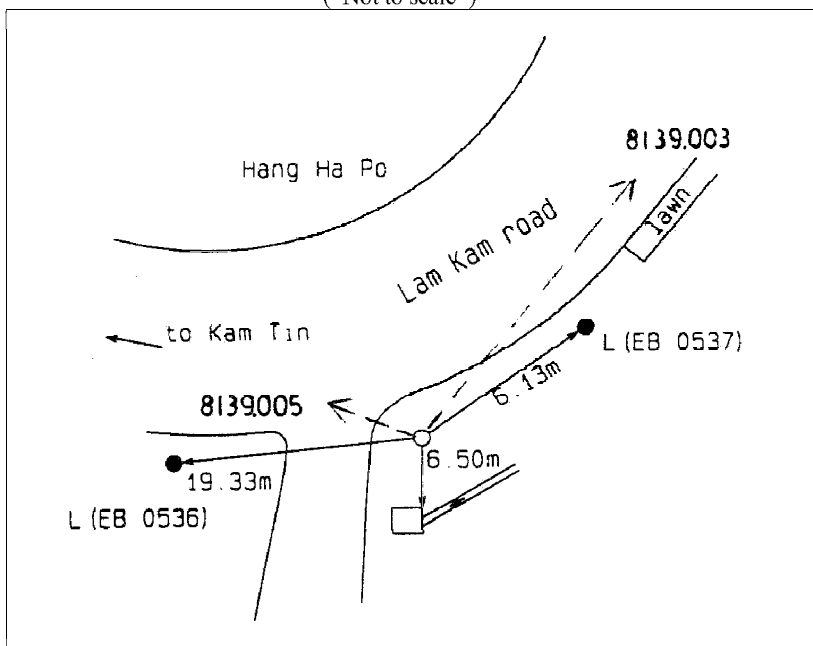 ( Not to scale )
8139.003
Hang Ha Po
lawn
Lam Kam road
to Kam Tin
L (EB 0537)
6.13m
8139.005
6.50m
19.33m
L (EB 0536)